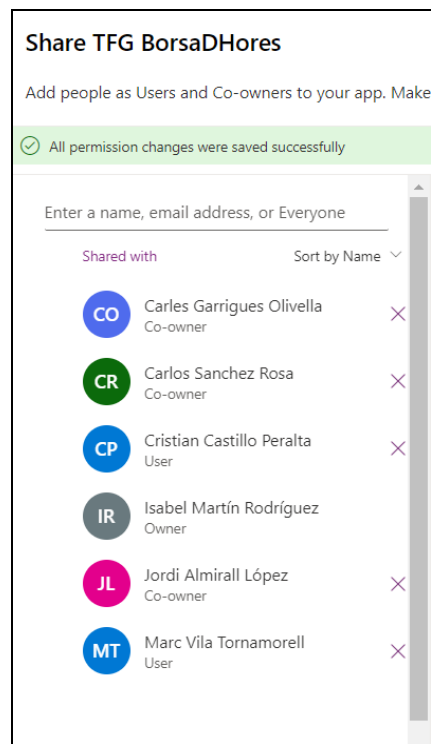 Share TFG BorsaDHores
Add people as Users and Co-owners to your app. Make
All permission changes were saved successfully
Enter a name, email address, or Everyone
Shared with Sort by Name
CO Carles Garrigues Olivella
Co-owner
CR Carlos Sanchez Rosa
Co-owner
CP Cristian Castillo Peralta
User
IR Isabel Martín Rodríguez
Owner
JL Jordi Almirall López
Co-owner
MT Marc Vila Tornamorell
User